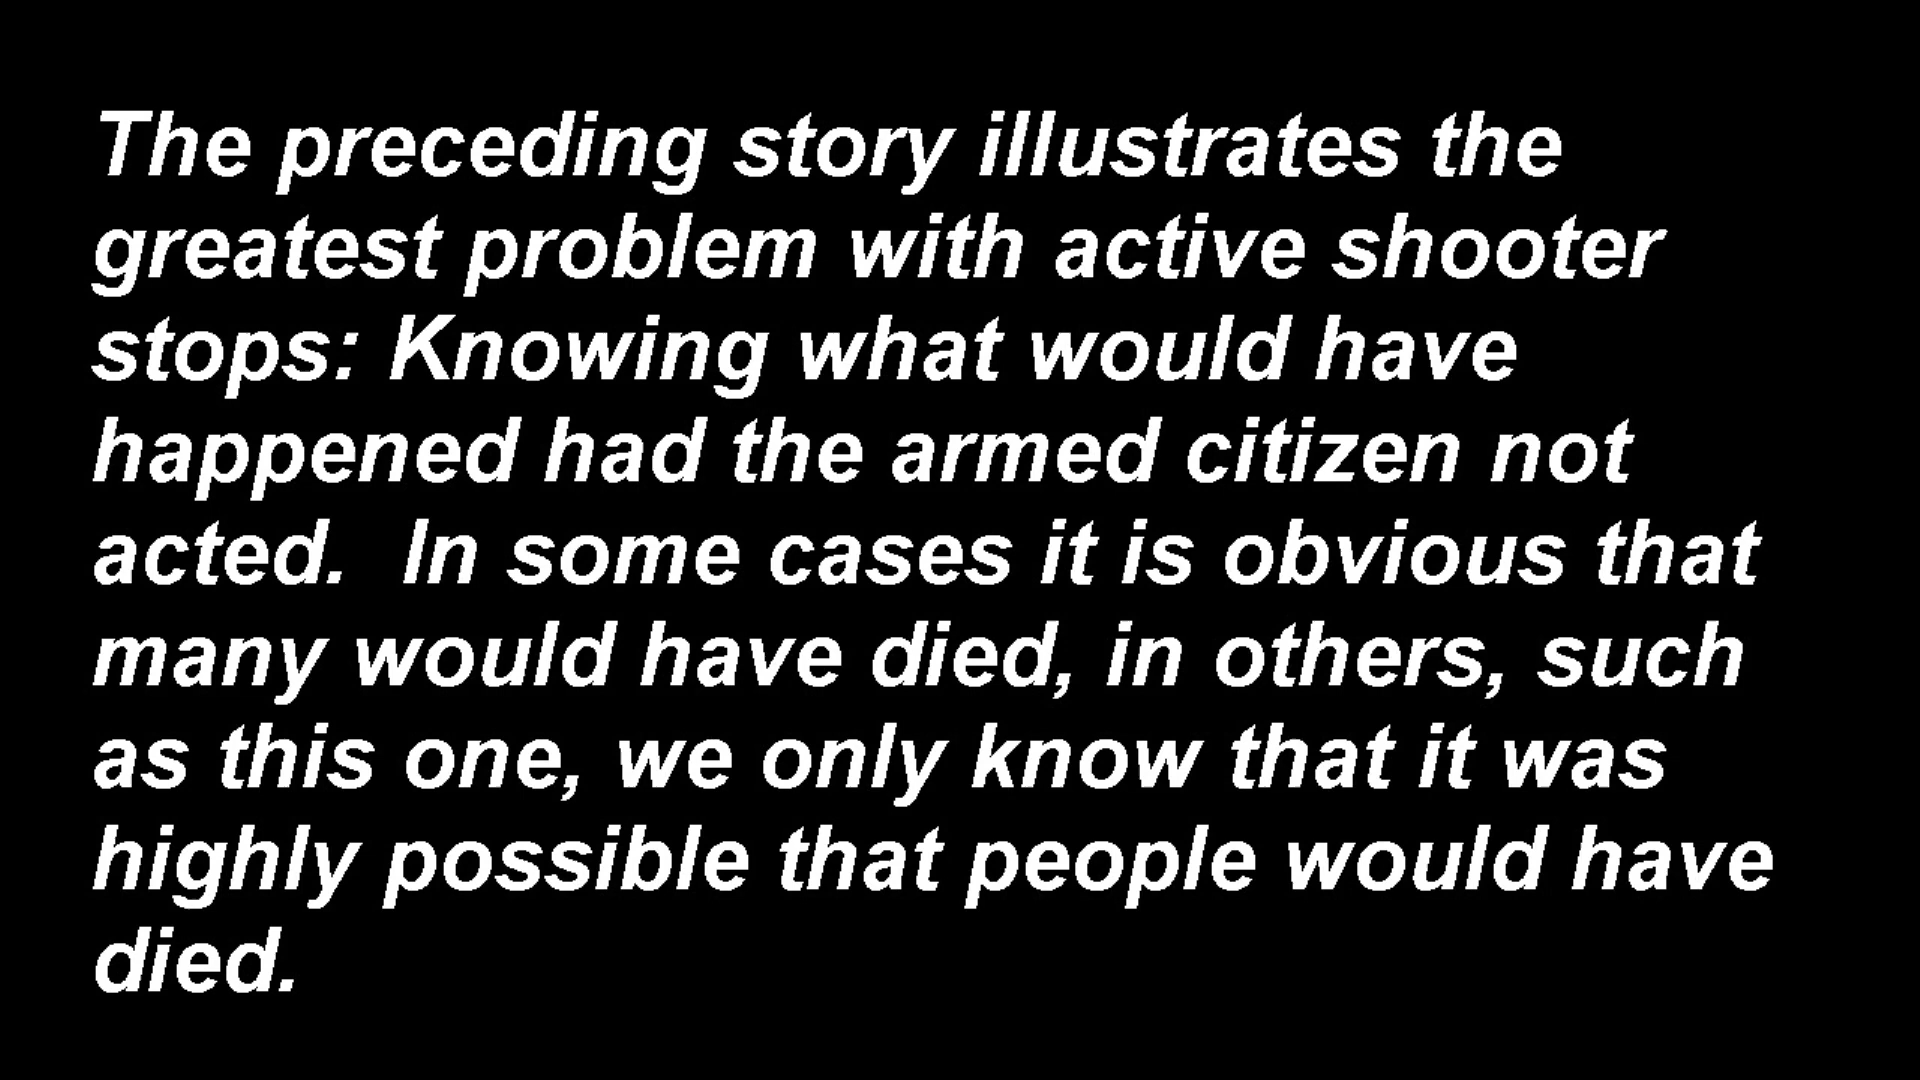 The preceding story illustrates the
greatest problem with active shooter
stops: Knowing what would have
happened had the armed citizen not
acted.  In some cases it is obvious that
many would have died, in others, such
as this one, we only know that it was
highly possible that people would have
died.